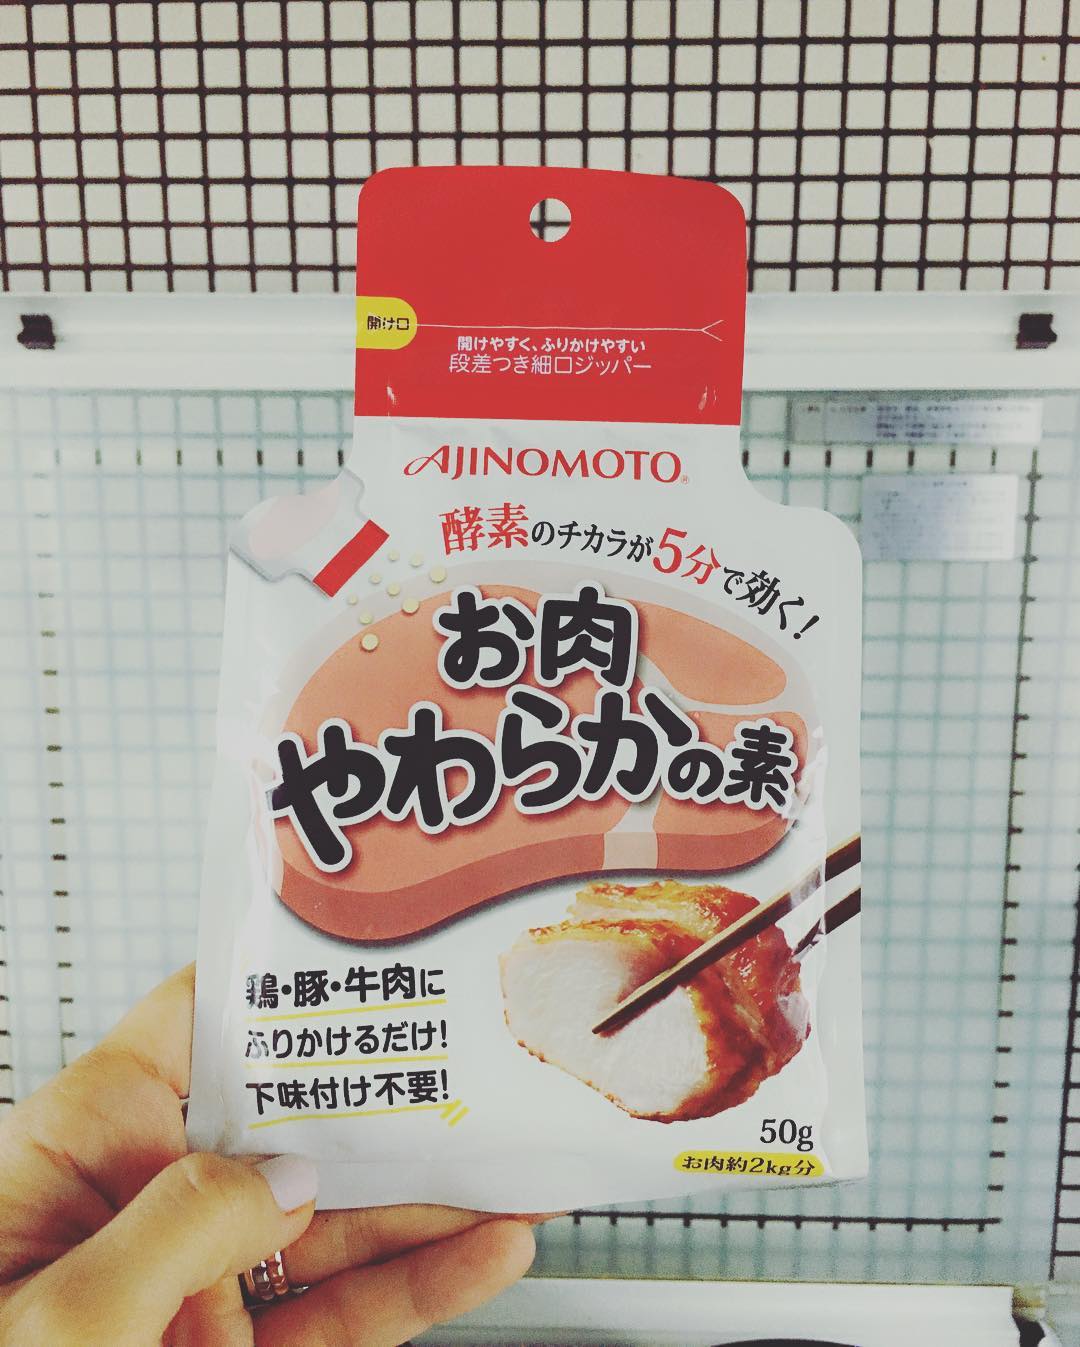 開け口
開けやすく、ふりかけやすい
段差つき細口ジッパー
AJINOMOTO®
酵素のチカラが5分で効く!
お肉
やわらかの素
鶏・豚・牛肉に
ふりかけるだけ!
下味付け不要!
50g
お肉約2kg分